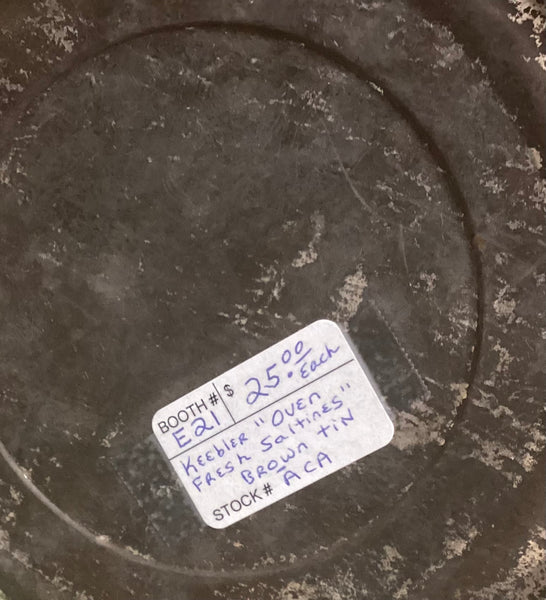 BOOTH # $ 25.00 Each
E21
KEEblER "OVEN
FRESH SaltiNES"
BROWN tiN
STOCK# ACA